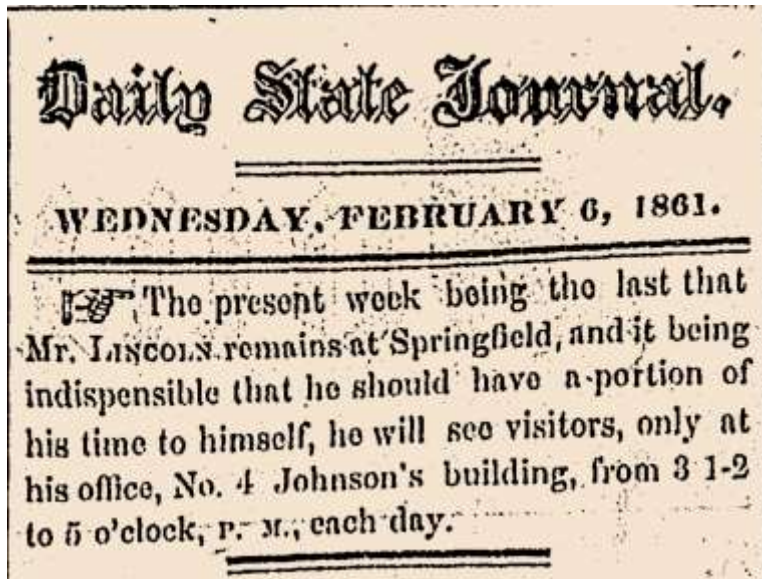 Daily State Journal.
WEDNESDAY, FEBRUARY 6, 1861.
☞ The present week being the last that
Mr. LINCOLN remains at Springfield, and it being
indispensible that he should have a portion of
his time to himself, he will see visitors, only at
his office, No. 4 Johnson's building, from 3 1-2
to 5 o'clock, P. M., each day.